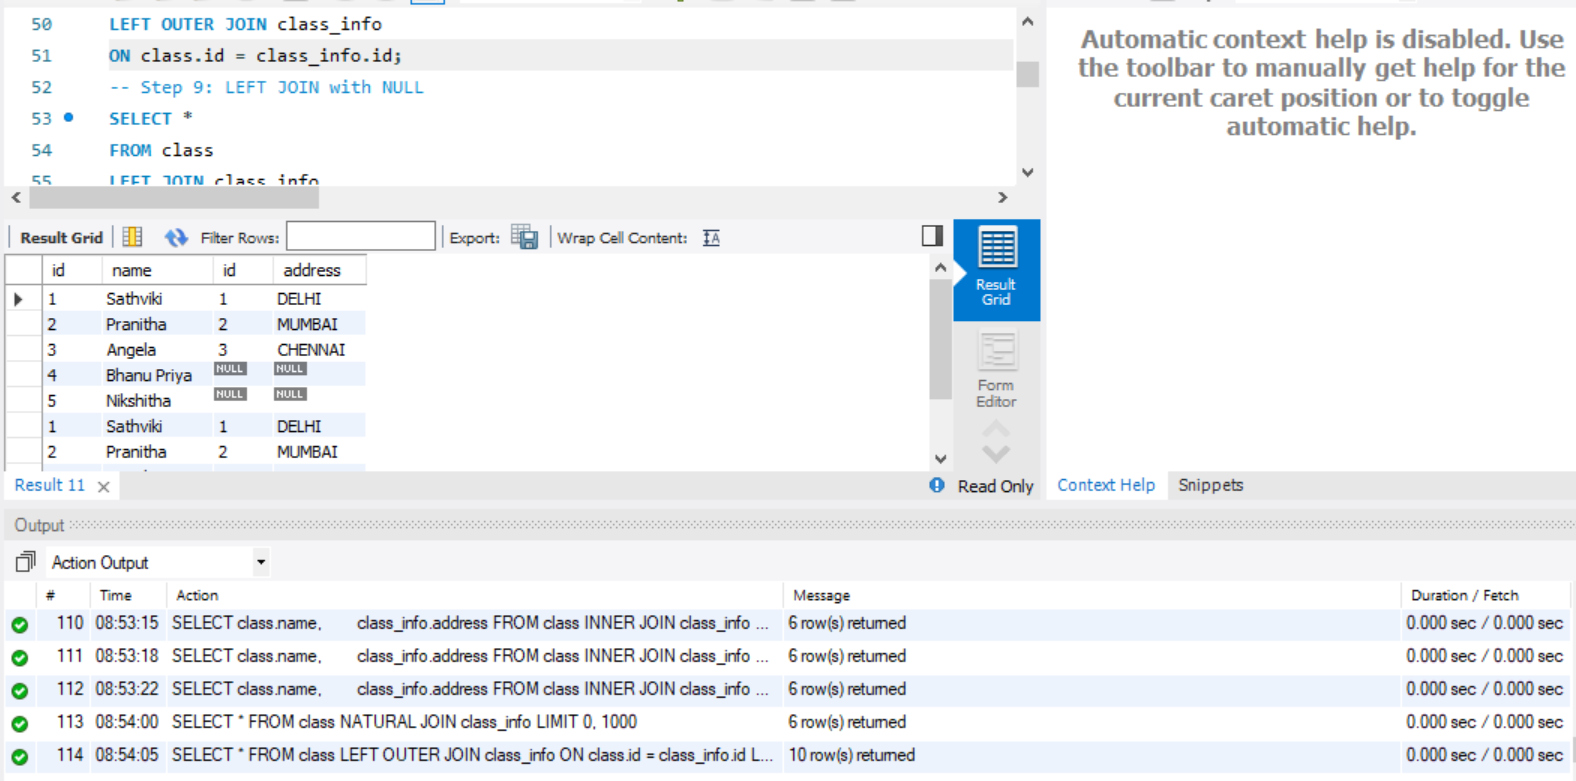 50 LEFT OUTER JOIN class_info
51 ON class.id = class_info.id;
52 -- Step 9: LEFT JOIN with NULL
53 SELECT *
54 FROM class
55 LEFT JOIN class_info
Automatic context help is disabled. Use
the toolbar to manually get help for the
current caret position or to toggle
automatic help.
Result Grid Filter Rows: Export: Wrap Cell Content: IA
id name id address
1 Sathviki 1 DELHI
2 Pranitha 2 MUMBAI
3 Angela 3 CHENNAI
4 Bhanu Priya NULL NULL
5 Nikshitha NULL NULL
1 Sathviki 1 DELHI
2 Pranitha 2 MUMBAI
Result
Grid
Form
Editor
Result 11 Read Only Context Help Snippets
Output
Action Output
# Time Action Message Duration / Fetch
110 08:53:15 SELECT class.name, class_info.address FROM class INNER JOIN class_info ... 6 row(s) returned 0.000 sec / 0.000 sec
111 08:53:18 SELECT class.name, class_info.address FROM class INNER JOIN class_info ... 6 row(s) returned 0.000 sec / 0.000 sec
112 08:53:22 SELECT class.name, class_info.address FROM class INNER JOIN class_info ... 6 row(s) returned 0.000 sec / 0.000 sec
113 08:54:00 SELECT * FROM class NATURAL JOIN class_info LIMIT 0, 1000 6 row(s) returned 0.000 sec / 0.000 sec
114 08:54:05 SELECT * FROM class LEFT OUTER JOIN class_info ON class.id = class_info.id L... 10 row(s) returned 0.000 sec / 0.000 sec